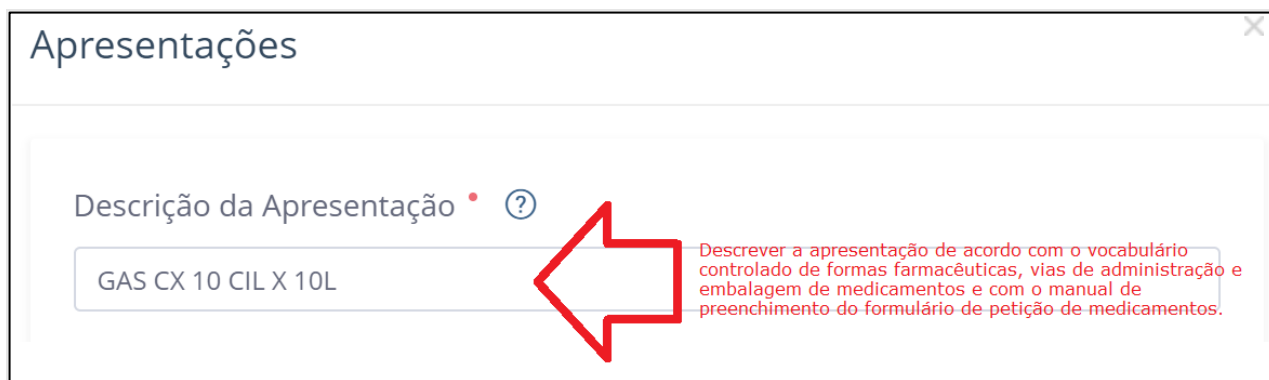 Apresentações
Descrição da Apresentação
GAS CX 10 CIL X 10L
Descrever a apresentação de acordo com o vocabulário
controlado de formas farmacêuticas, vias de administração e
embalagem de medicamentos e com o manual de
preenchimento do formulário de petição de medicamentos.